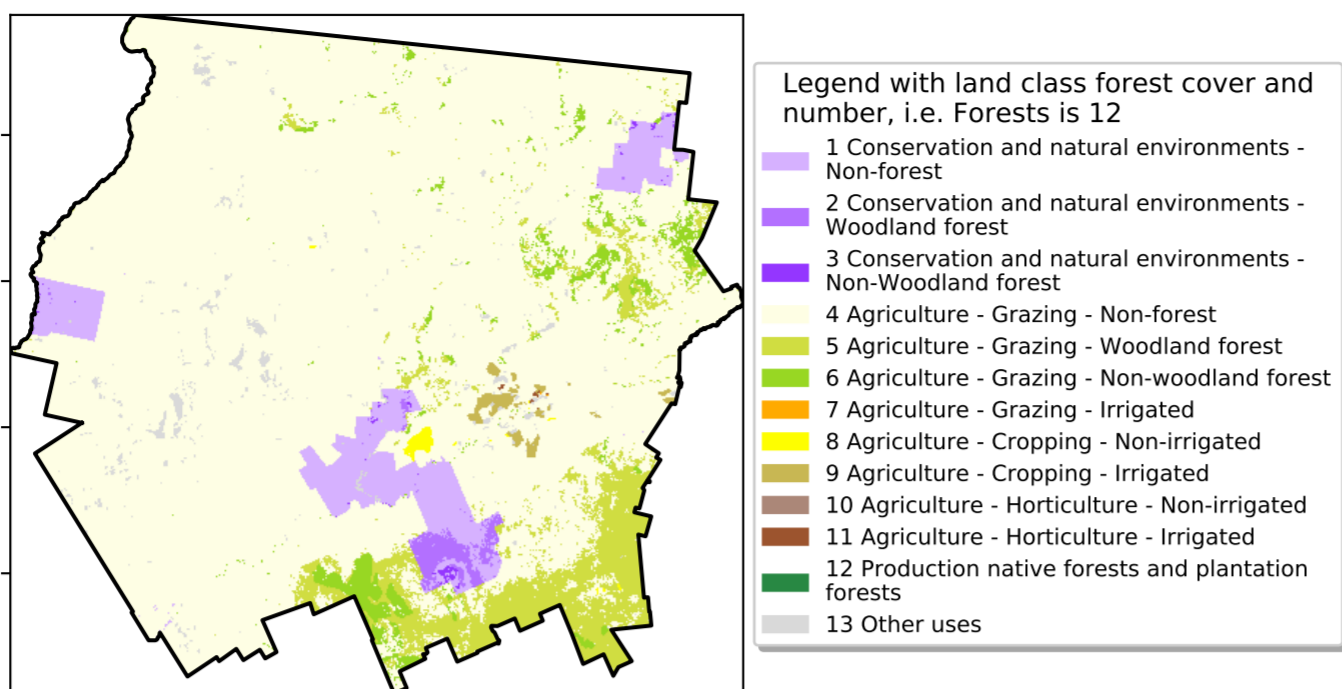 Legend with land class forest cover and
number, i.e. Forests is 12
1 Conservation and natural environments -
Non-forest
2 Conservation and natural environments -
Woodland forest
3 Conservation and natural environments -
Non-Woodland forest
4 Agriculture - Grazing - Non-forest
5 Agriculture - Grazing - Woodland forest
6 Agriculture - Grazing - Non-woodland forest
7 Agriculture - Grazing - Irrigated
8 Agriculture - Cropping - Non-irrigated
9 Agriculture - Cropping - Irrigated
10 Agriculture - Horticulture - Non-irrigated
11 Agriculture - Horticulture - Irrigated
12 Production native forests and plantation
forests
13 Other uses